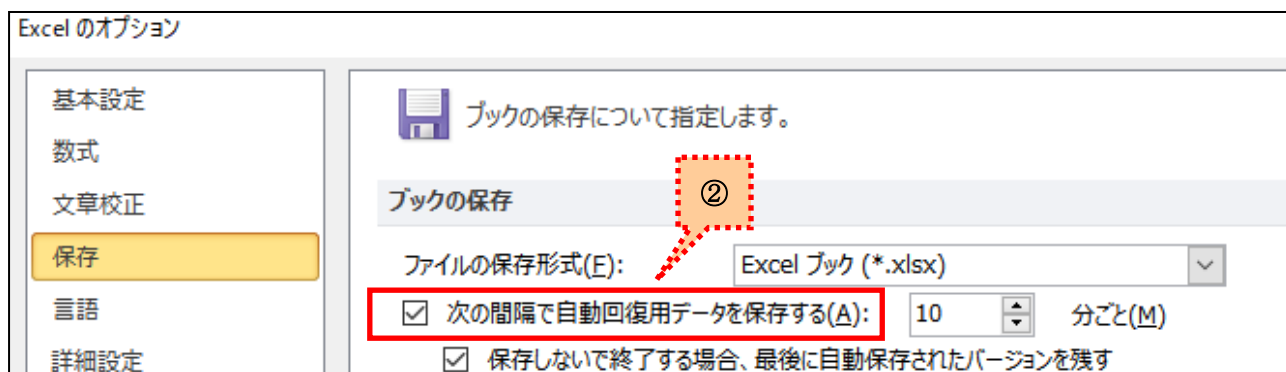 Excel のオプション
基本設定
数式
文章校正
保存
言語
詳細設定
ブックの保存について指定します。
②
ブックの保存
ファイルの保存形式(F): Excel ブック (*.xlsx)
次の間隔で自動回復用データを保存する(A): 10 分ごと(M)
保存しないで終了する場合、最後に自動保存されたバージョンを残す